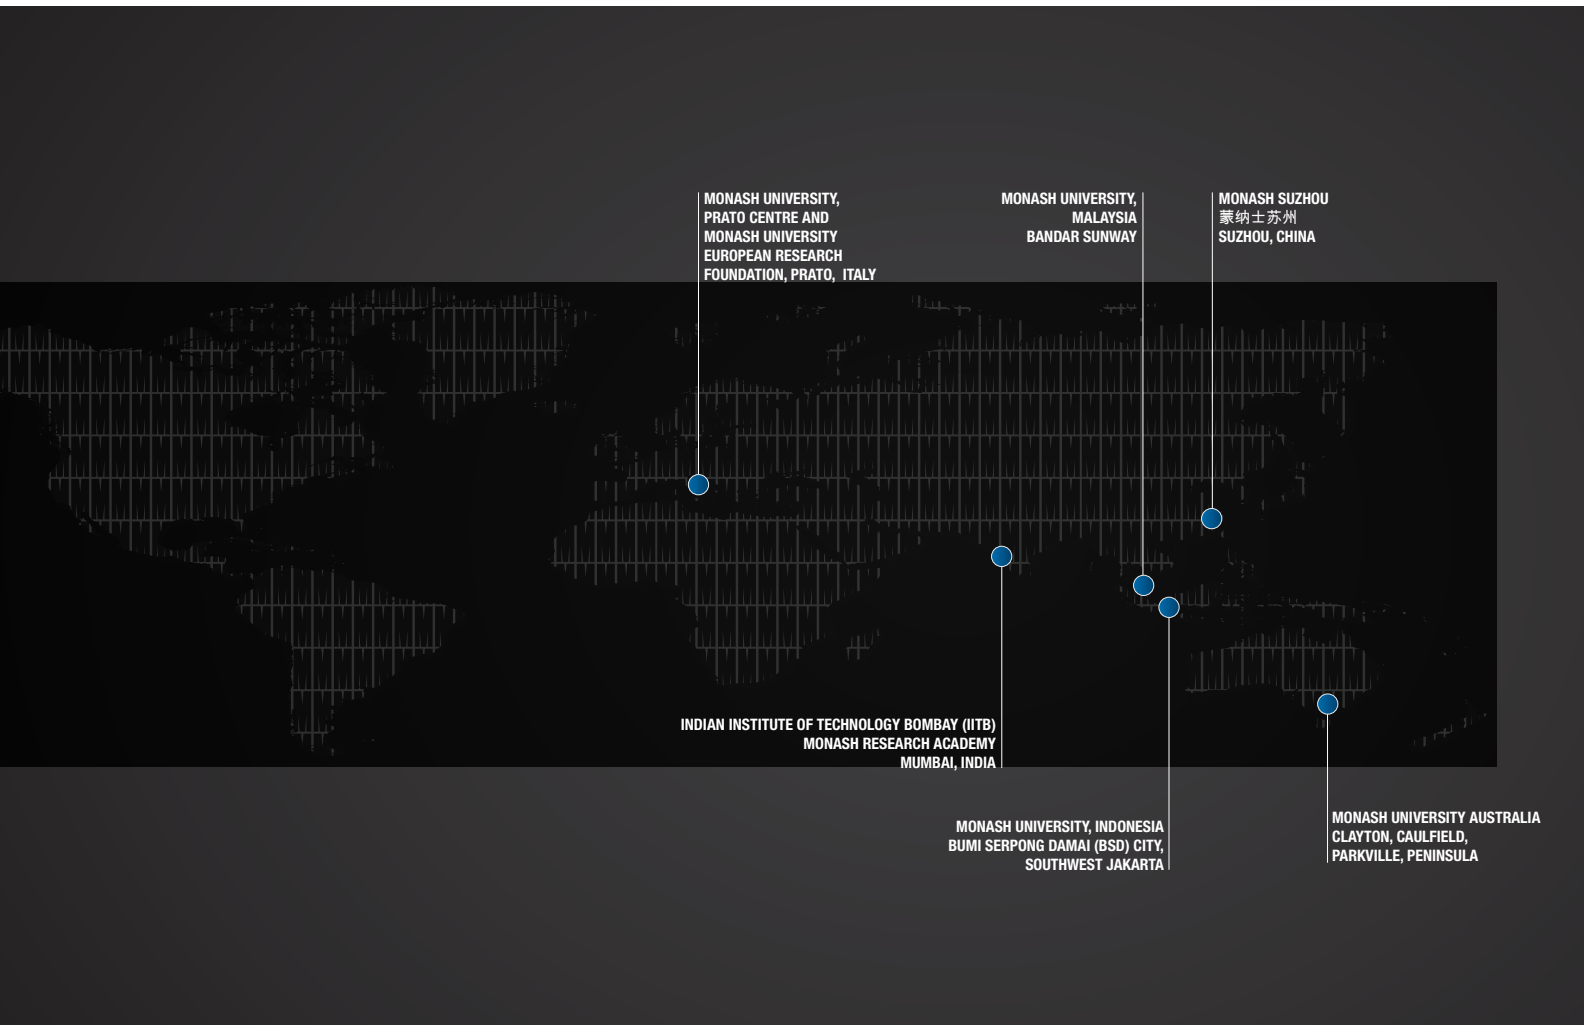 MONASH UNIVERSITY,
PRATO CENTRE AND
MONASH UNIVERSITY
EUROPEAN RESEARCH
FOUNDATION, PRATO, ITALY
MONASH UNIVERSITY,
MALAYSIA
BANDAR SUNWAY
MONASH SUZHOU
蒙纳士苏州
SUZHOU, CHINA
INDIAN INSTITUTE OF TECHNOLOGY BOMBAY (IITB)
MONASH RESEARCH ACADEMY
MUMBAI, INDIA
MONASH UNIVERSITY, INDONESIA
BUMI SERPONG DAMAI (BSD) CITY,
SOUTHWEST JAKARTA
MONASH UNIVERSITY AUSTRALIA
CLAYTON, CAULFIELD,
PARKVILLE, PENINSULA